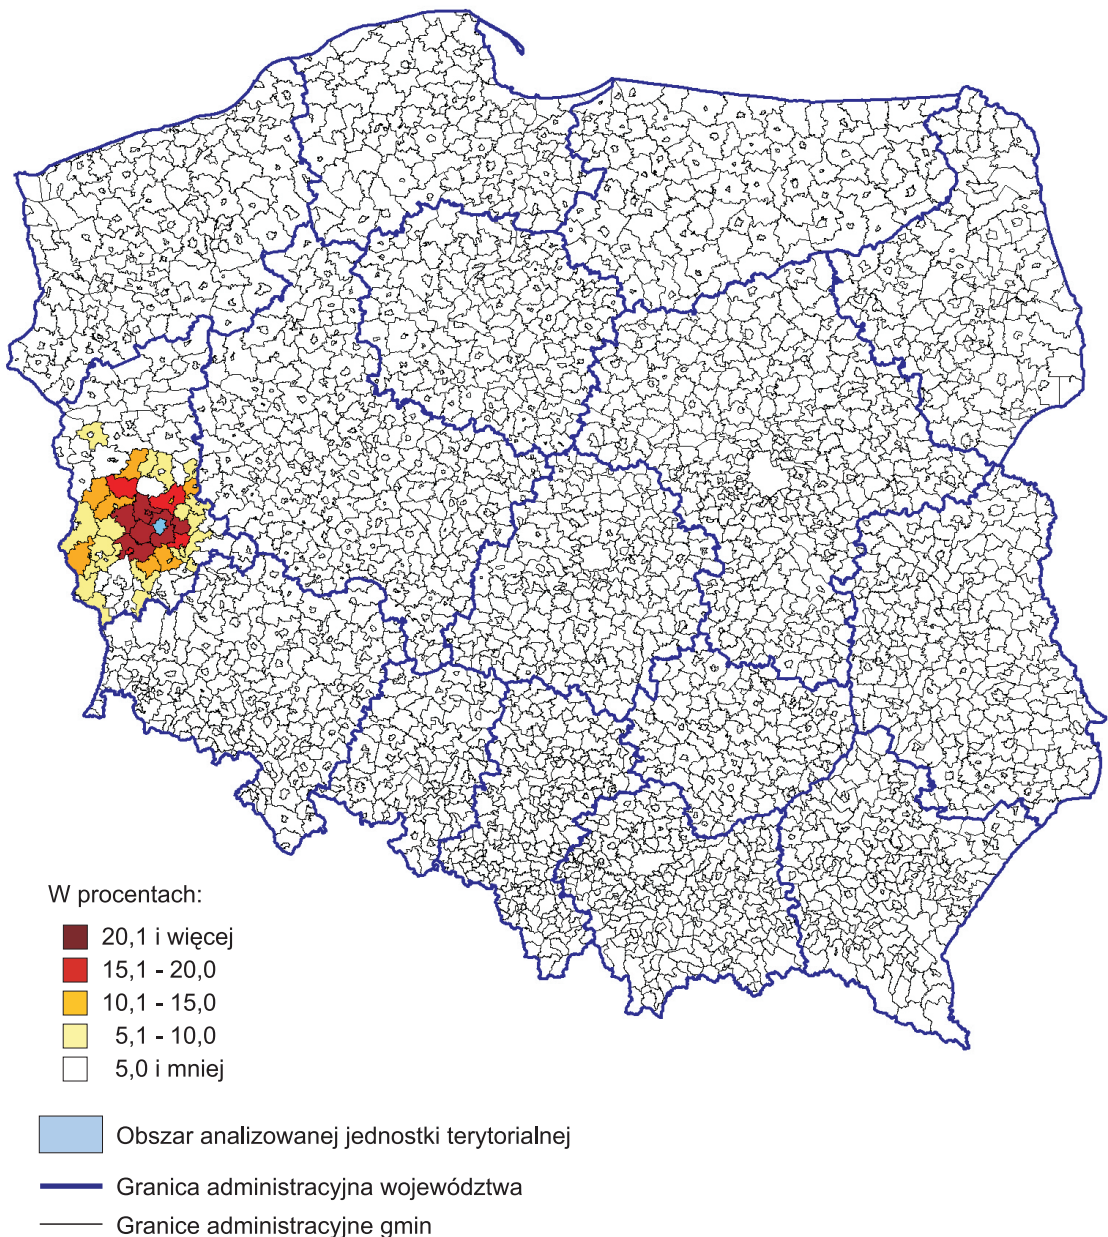 W procentach:
20,1 i więcej
15,1 - 20,0
10,1 - 15,0
5,1 - 10,0
5,0 i mniej
Obszar analizowanej jednostki terytorialnej
Granica administracyjna województwa
Granice administracyjne gmin